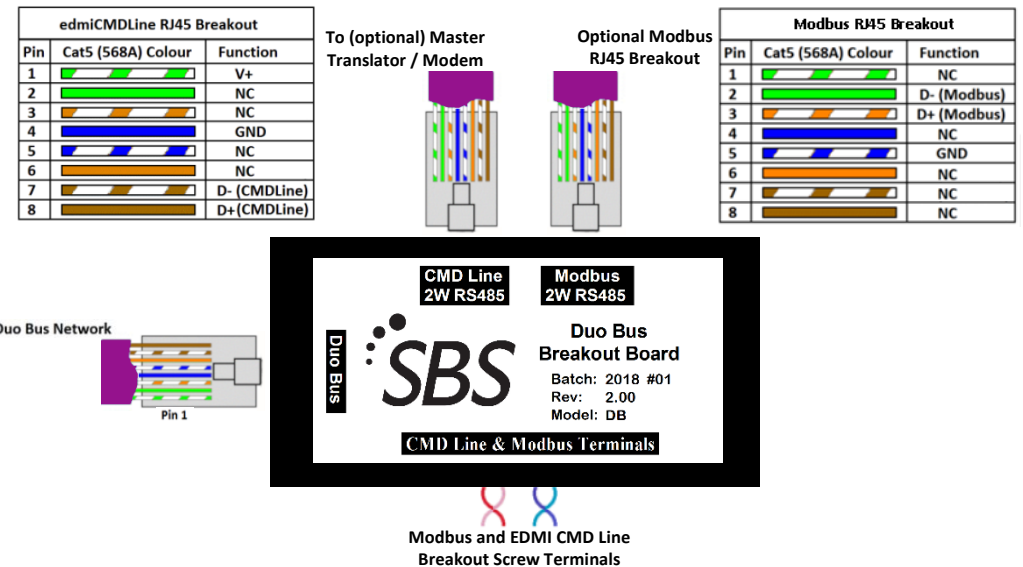 edmiCMDLine RJ45 Breakout
Pin Cat5 (568A) Colour Function
1 V+
2 NC
3 NC
4 GND
5 NC
6 NC
7 D- (CMDLine)
8 D+(CMDLine)
To (optional) Master
Translator / Modem
Optional Modbus
RJ45 Breakout
Modbus RJ45 Breakout
Pin Cat5 (568A) Colour Function
1 NC
2 D- (Modbus)
3 D+ (Modbus)
4 NC
5 GND
6 NC
7 NC
8 NC
CMD Line
2W RS485
Modbus
2W RS485
Duo Bus Network
Pin 1
Duo Bus
SBS
Duo Bus
Breakout Board
Batch: 2018 #01
Rev: 2.00
Model: DB
CMD Line & Modbus Terminals
Modbus and EDMI CMD Line
Breakout Screw Terminals